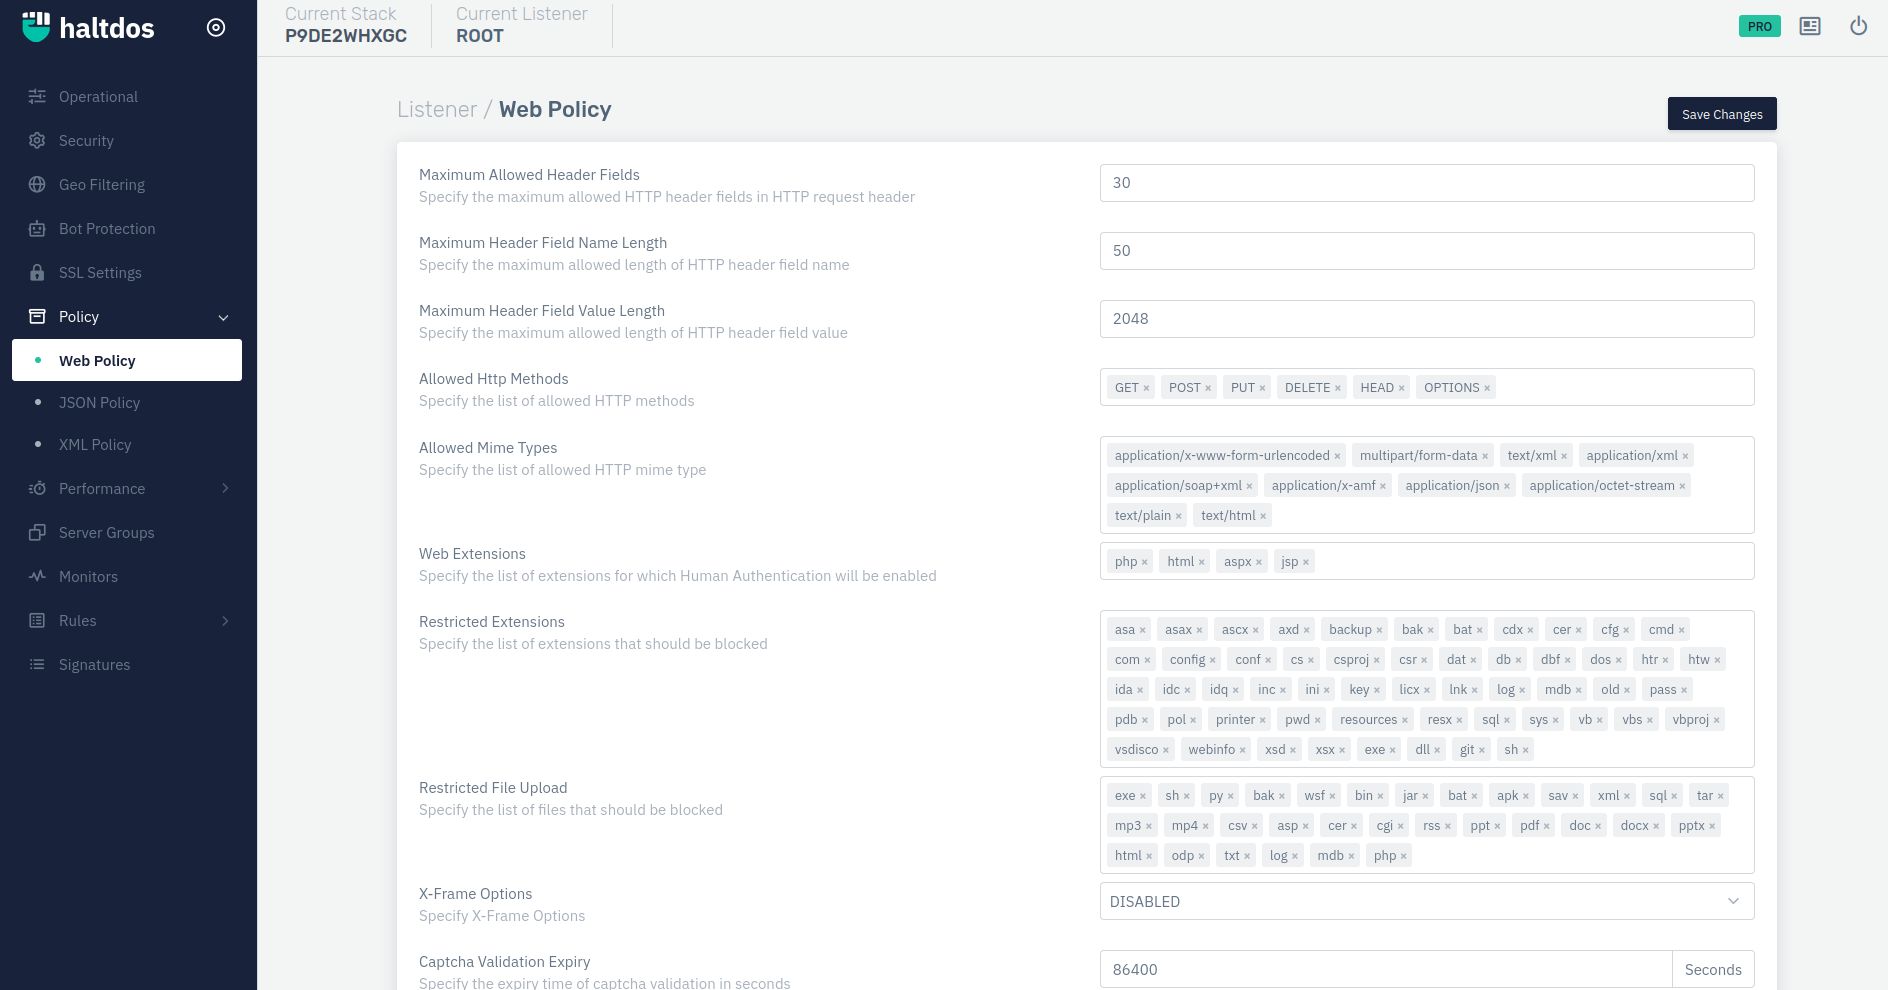 haltdos
Operational
Security
Geo Filtering
Bot Protection
SSL Settings
Policy
Web Policy
JSON Policy
XML Policy
Performance
Server Groups
Monitors
Rules
Signatures
Current Stack
P9DE2WHXGC
Current Listener
ROOT
PRO
Listener / Web Policy
Save Changes
Maximum Allowed Header Fields
Specify the maximum allowed HTTP header fields in HTTP request header
30
Maximum Header Field Name Length
Specify the maximum allowed length of HTTP header field name
50
Maximum Header Field Value Length
Specify the maximum allowed length of HTTP header field value
2048
Allowed Http Methods
Specify the list of allowed HTTP methods
GET × POST × PUT × DELETE × HEAD × OPTIONS ×
Allowed Mime Types
Specify the list of allowed HTTP mime type
application/x-www-form-urlencoded × multipart/form-data × text/xml × application/xml ×
application/soap+xml × application/x-amf × application/json × application/octet-stream ×
text/plain × text/html ×
Web Extensions
Specify the list of extensions for which Human Authentication will be enabled
php × html × aspx × jsp ×
Restricted Extensions
Specify the list of extensions that should be blocked
asa × asax × ascx × axd × backup × bak × bat × cdx × cer × cfg × cmd ×
com × config × conf × cs × csproj × csr × dat × db × dbf × dos × htr × htw ×
ida × idc × idq × inc × ini × key × licx × lnk × log × mdb × old × pass ×
pdb × pol × printer × pwd × resources × resx × sql × sys × vb × vbs × vbproj ×
vsdisco × webinfo × xsd × xsx × exe × dll × git × sh ×
Restricted File Upload
Specify the list of files that should be blocked
exe × sh × py × bak × wsf × bin × jar × bat × apk × sav × xml × sql × tar ×
mp3 × mp4 × csv × asp × cer × cgi × rss × ppt × pdf × doc × docx × pptx ×
html × odp × txt × log × mdb × php ×
X-Frame Options
Specify X-Frame Options
DISABLED
Captcha Validation Expiry
Specify the expiry time of captcha validation in seconds
86400
Seconds